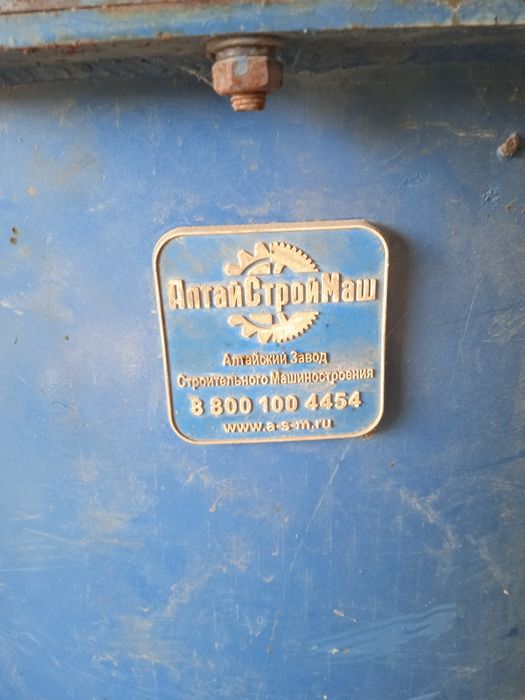 АлтайСтройМаш
Алтайский Завод
Строительного Машиностроения
8 800 100 4454
www.a-s-m.ru